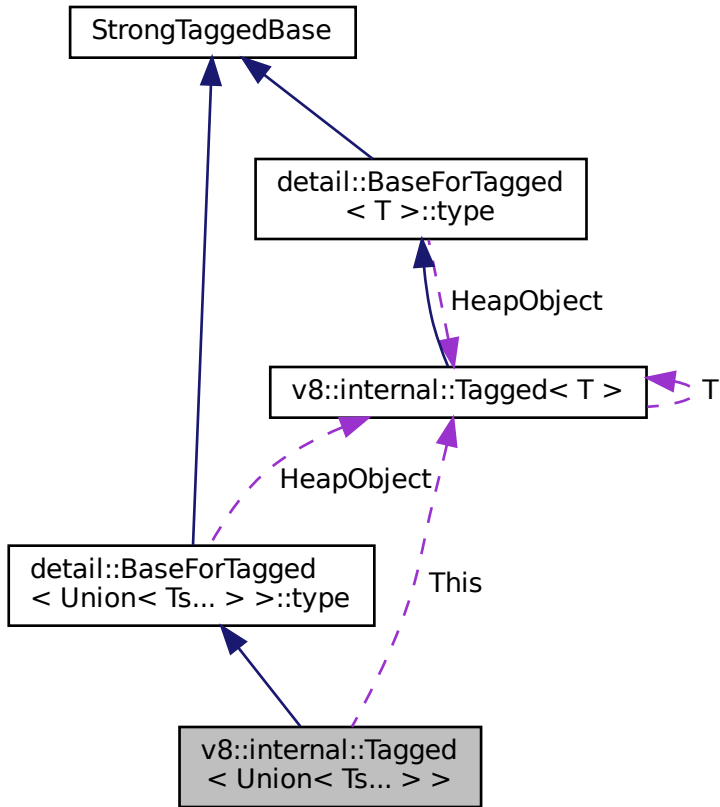 StrongTaggedBase
detail::BaseForTagged
< T >::type
HeapObject
v8::internal::Tagged< T >
T
HeapObject
detail::BaseForTagged
< Union< Ts... > >::type
This
v8::internal::Tagged
< Union< Ts... > >